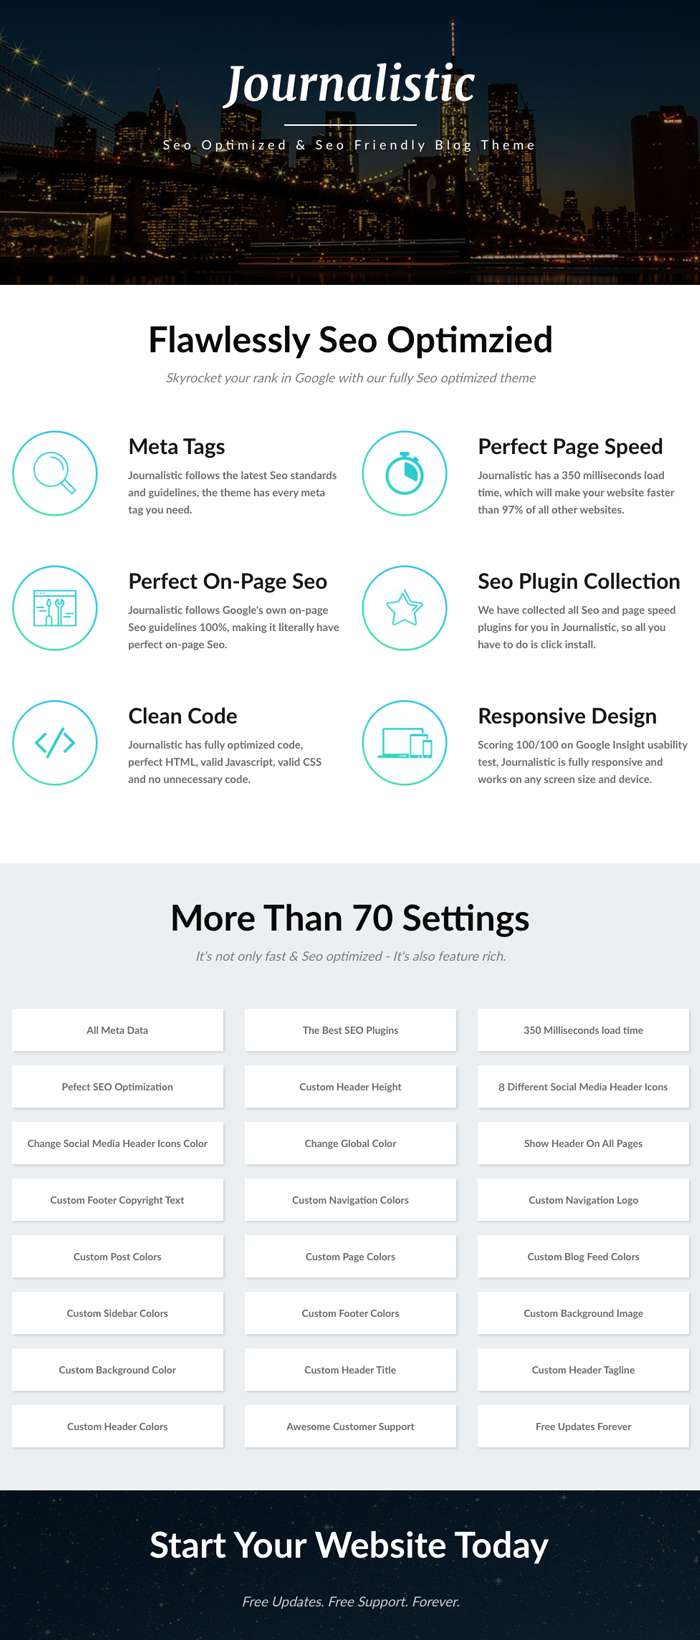 Journalistic
Seo Optimized & Seo Friendly Blog Theme
Flawlessly Seo Optimzied
Skyrocket your rank in Google with our fully Seo optimized theme
Meta Tags
Journalistic follows the latest Seo standards
and guidelines, the theme has every meta
tag you need.
Perfect Page Speed
Journalistic has a 350 milliseconds load
time, which will make your website faster
than 97% of all other websites.
Perfect On-Page Seo
Journalistic follows Google's own on-page
Seo guidelines 100%, making it literally have
perfect on-page Seo.
Seo Plugin Collection
We have collected all Seo and page speed
plugins for you in Journalistic, so all you
have to do is click install.
Clean Code
Journalistic has fully optimized code,
perfect HTML, valid Javascript, valid CSS
and no unnecessary code.
Responsive Design
Scoring 100/100 on Google Insight usability
test, Journalistic is fully responsive and
works on any screen size and device.
More Than 70 Settings
It's not only fast & Seo optimized - It's also feature rich.
All Meta Data
The Best SEO Plugins
350 Milliseconds load time
Pefect SEO Optimization
Custom Header Height
8 Different Social Media Header Icons
Change Social Media Header Icons Color
Change Global Color
Show Header On All Pages
Custom Footer Copyright Text
Custom Navigation Colors
Custom Navigation Logo
Custom Post Colors
Custom Page Colors
Custom Blog Feed Colors
Custom Sidebar Colors
Custom Footer Colors
Custom Background Image
Custom Background Color
Custom Header Title
Custom Header Tagline
Custom Header Colors
Awesome Customer Support
Free Updates Forever
Start Your Website Today
Free Updates. Free Support. Forever.